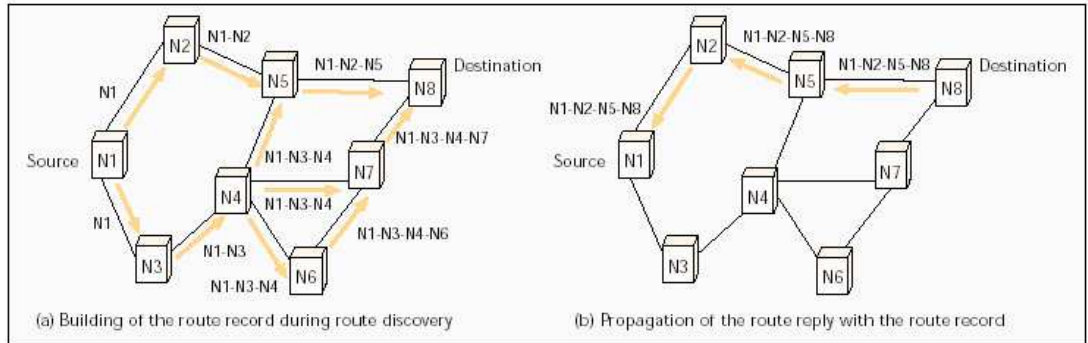 N2
N1-N2
N1-N2-N5
Destination
N5
N8
N1
N1-N3-N4-N7
Source
N1
N1-N3-N4
N7
N4
N1-N3-N4
N1
N1-N3-N4-N6
N3
N1-N3
N6
N1-N3-N4
(a) Building of the route record during route discovery
N2
N1-N2-N5-N8
N1-N2-N5-N8
Destination
N5
N8
N1-N2-N5-N8
Source
N1
N7
N4
N3
N6
(b) Propagation of the route reply with the route record